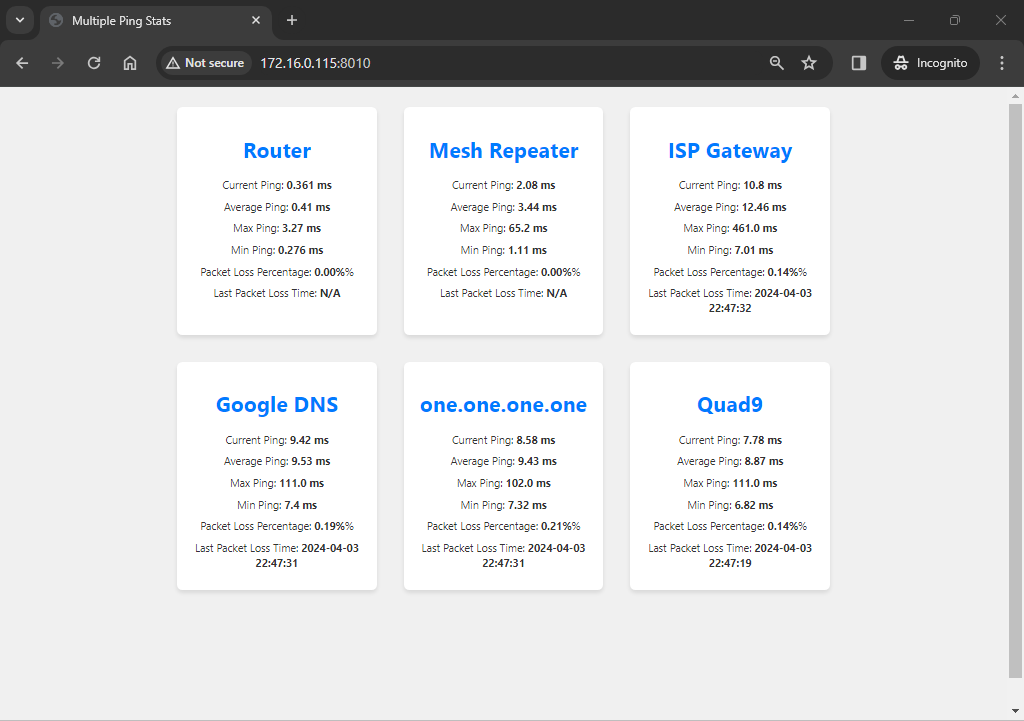 Multiple Ping Stats
Not secure
172.16.0.115:8010
Incognito
Router
Current Ping: 0.361 ms
Average Ping: 0.41 ms
Max Ping: 3.27 ms
Min Ping: 0.276 ms
Packet Loss Percentage: 0.00%%
Last Packet Loss Time: N/A
Mesh Repeater
Current Ping: 2.08 ms
Average Ping: 3.44 ms
Max Ping: 65.2 ms
Min Ping: 1.11 ms
Packet Loss Percentage: 0.00%%
Last Packet Loss Time: N/A
ISP Gateway
Current Ping: 10.8 ms
Average Ping: 12.46 ms
Max Ping: 461.0 ms
Min Ping: 7.01 ms
Packet Loss Percentage: 0.14%%
Last Packet Loss Time: 2024-04-03
22:47:32
Google DNS
Current Ping: 9.42 ms
Average Ping: 9.53 ms
Max Ping: 111.0 ms
Min Ping: 7.4 ms
Packet Loss Percentage: 0.19%%
Last Packet Loss Time: 2024-04-03
22:47:31
one.one.one.one
Current Ping: 8.58 ms
Average Ping: 9.43 ms
Max Ping: 102.0 ms
Min Ping: 7.32 ms
Packet Loss Percentage: 0.21%%
Last Packet Loss Time: 2024-04-03
22:47:31
Quad9
Current Ping: 7.78 ms
Average Ping: 8.87 ms
Max Ping: 111.0 ms
Min Ping: 6.82 ms
Packet Loss Percentage: 0.14%%
Last Packet Loss Time: 2024-04-03
22:47:19